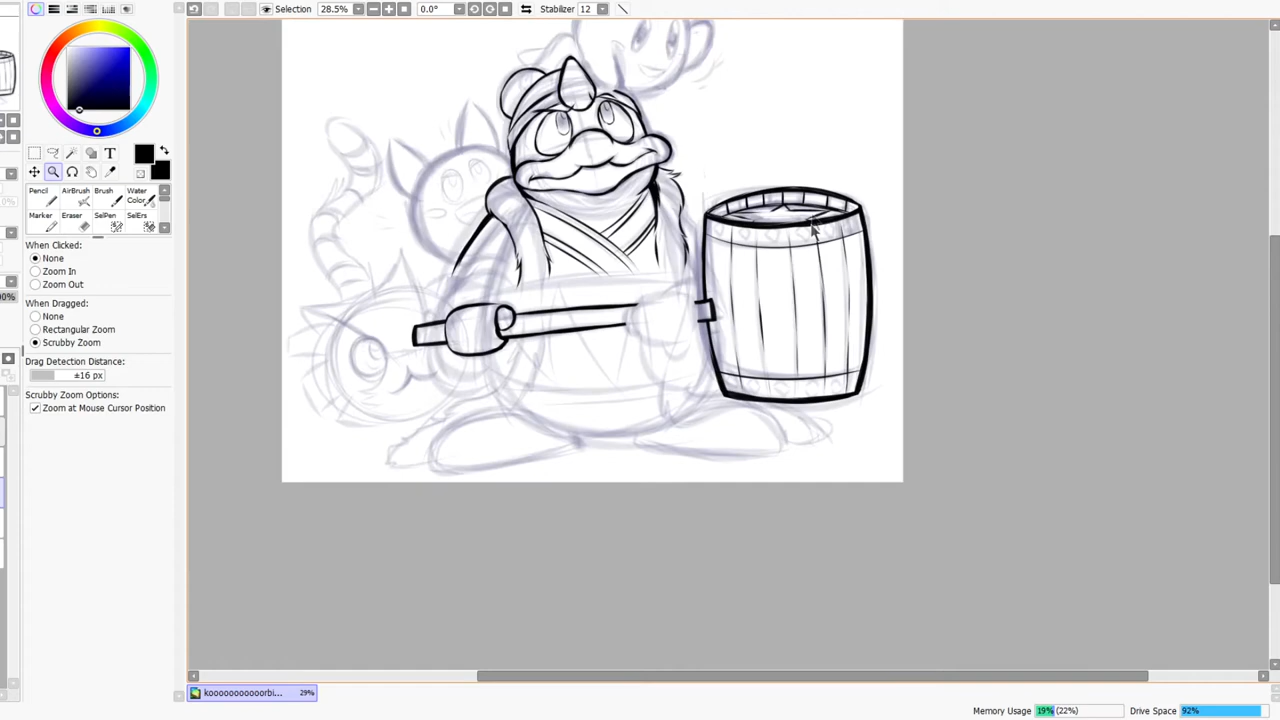 Selection 28.5% 0.0° Stabilizer 12
T
Pencil AirBrush Brush Water Color
Marker Eraser SelPen SelErs
When Clicked:
None
Zoom In
Zoom Out
When Dragged:
None
Rectangular Zoom
Scrubby Zoom
Drag Detection Distance:
±16 px
Scrubby Zoom Options:
Zoom at Mouse Cursor Position
kooooooooooorbi... 29%
Memory Usage 19% (22%) Drive Space 92%